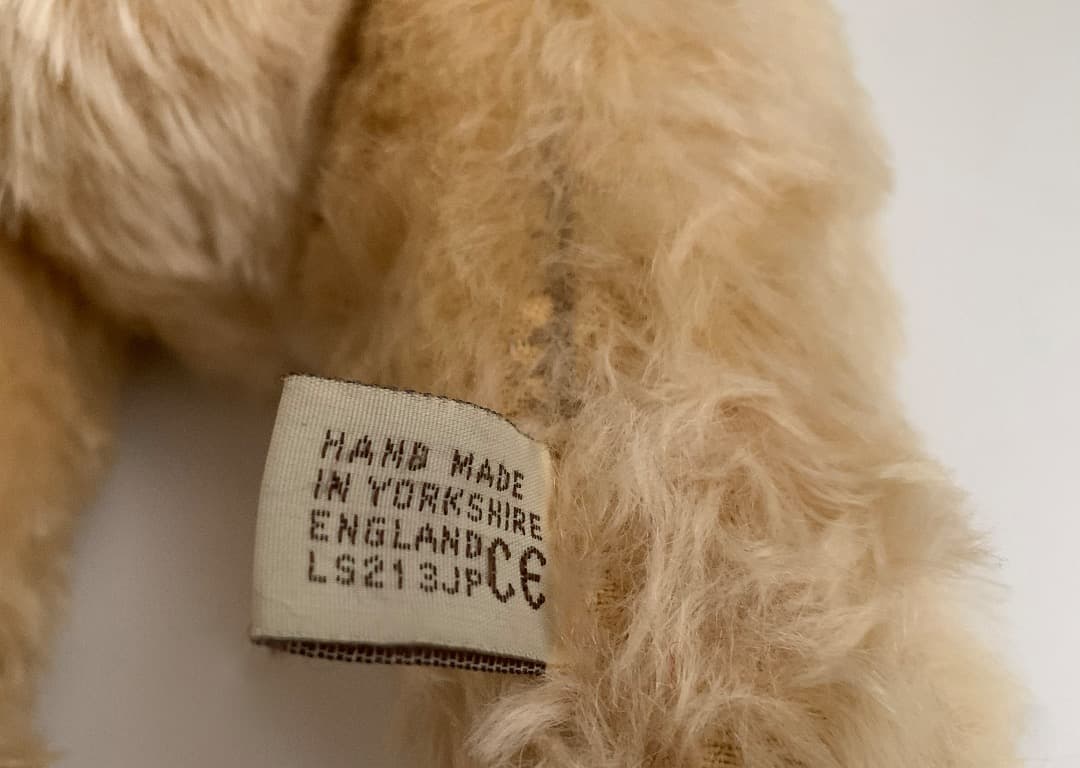 HAND MADE
IN YORKSHIRE
ENGLAND
LS21 3JP CE